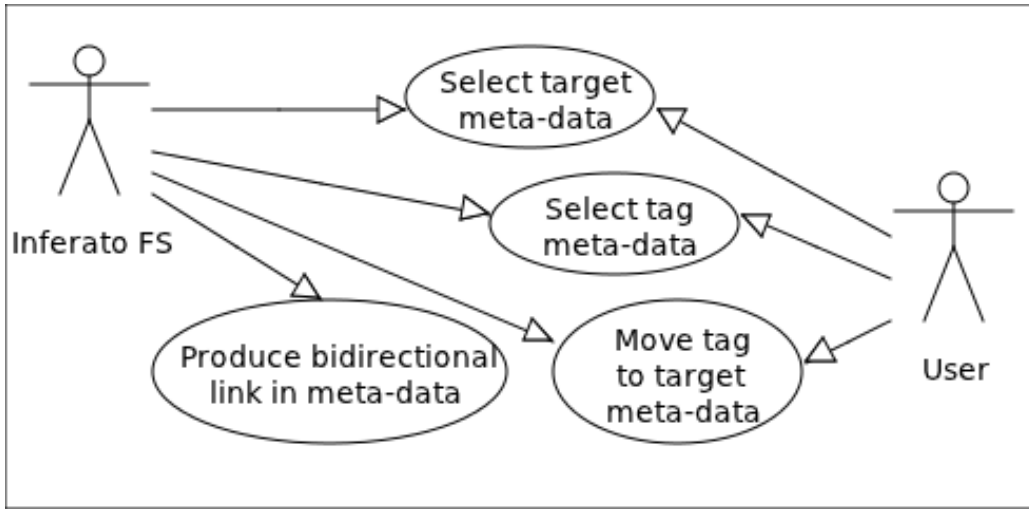 Select target
meta-data
Inferato FS
Select tag
meta-data
Produce bidirectional
link in meta-data
Move tag
to target
meta-data
User